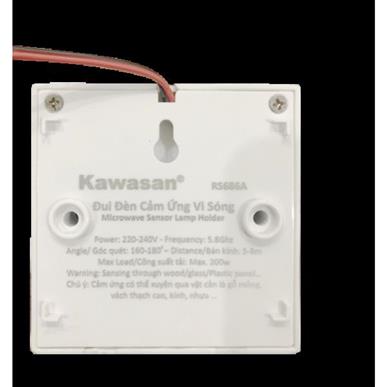 Kawasan® RS686A
Đui Đèn Cảm Ứng Vi Sóng
Microwave Sensor Lamp Holder
Power: 220-240V - Frequency: 5.8Ghz
Angle/ Góc quét: 160-180° - Distance/Bán kính: 5-8m
Max Load/Công suất tải: Max. 200w
Warning: Sensing through wood/glass/Plastic panel...
Chú ý: Cảm ứng có thể xuyên qua vật cản là gỗ mỏng,
vách thạch cao, kính, nhựa ...